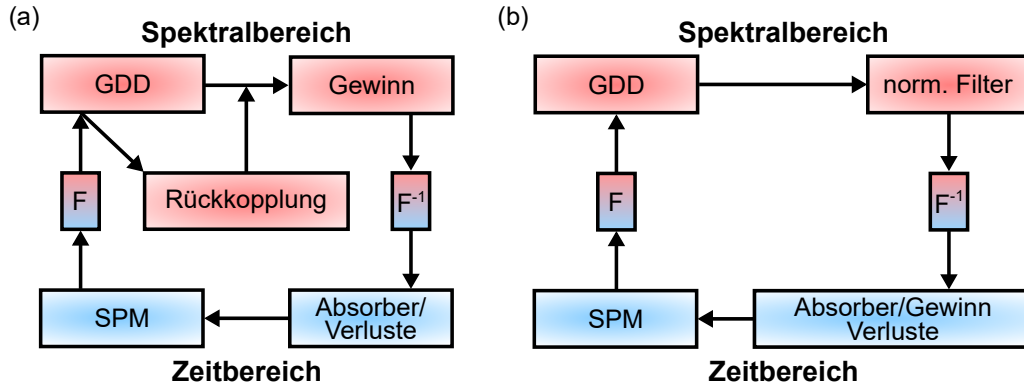 (a)
Spektralbereich
GDD
Gewinn
F
Rückkopplung
F-1
SPM
Absorber/
Verluste
Zeitbereich
(b)
Spektralbereich
GDD
norm. Filter
F
F-1
SPM
Absorber/Gewinn
Verluste
Zeitbereich